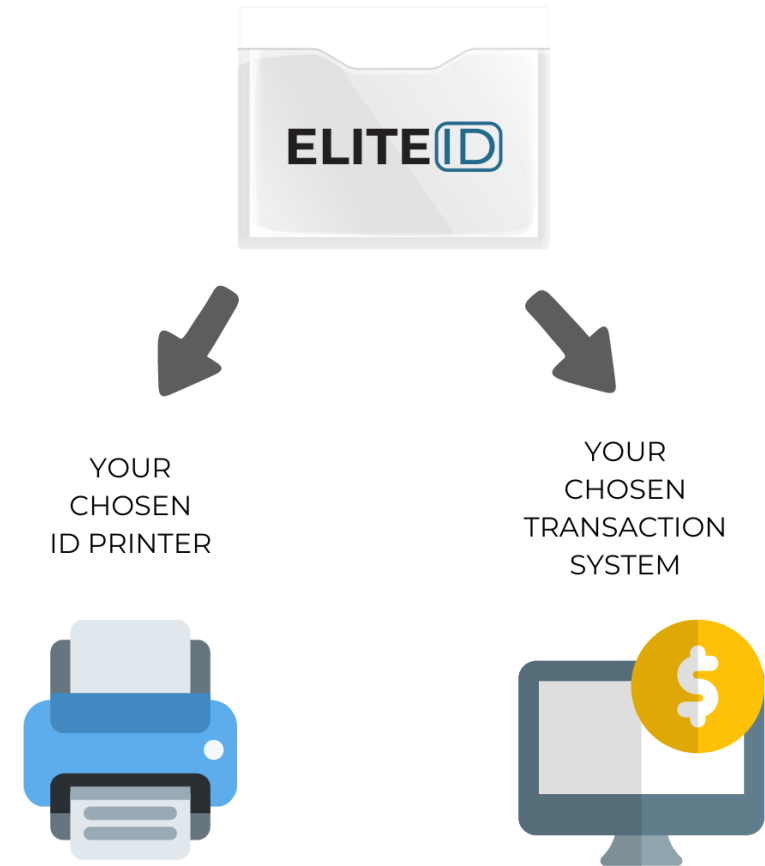 ELITEID
YOUR
CHOSEN
ID PRINTER
YOUR
CHOSEN
TRANSACTION
SYSTEM
$